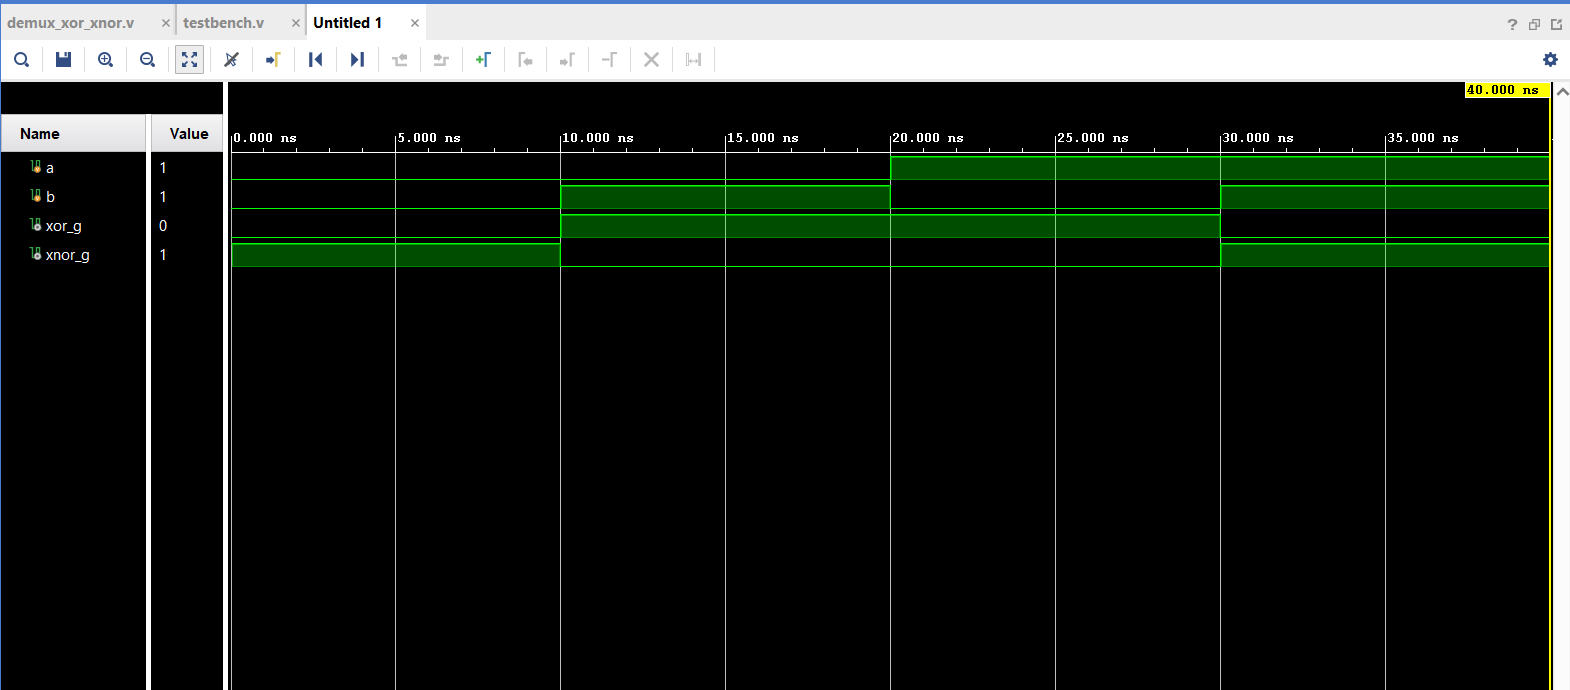 demux_xor_xnor.v × testbench.v × Untitled 1 ×
40.000 ns
Name Value
0.000 ns 5.000 ns 10.000 ns 15.000 ns 20.000 ns 25.000 ns 30.000 ns 35.000 ns
a 1
b 1
xor_g 0
xnor_g 1